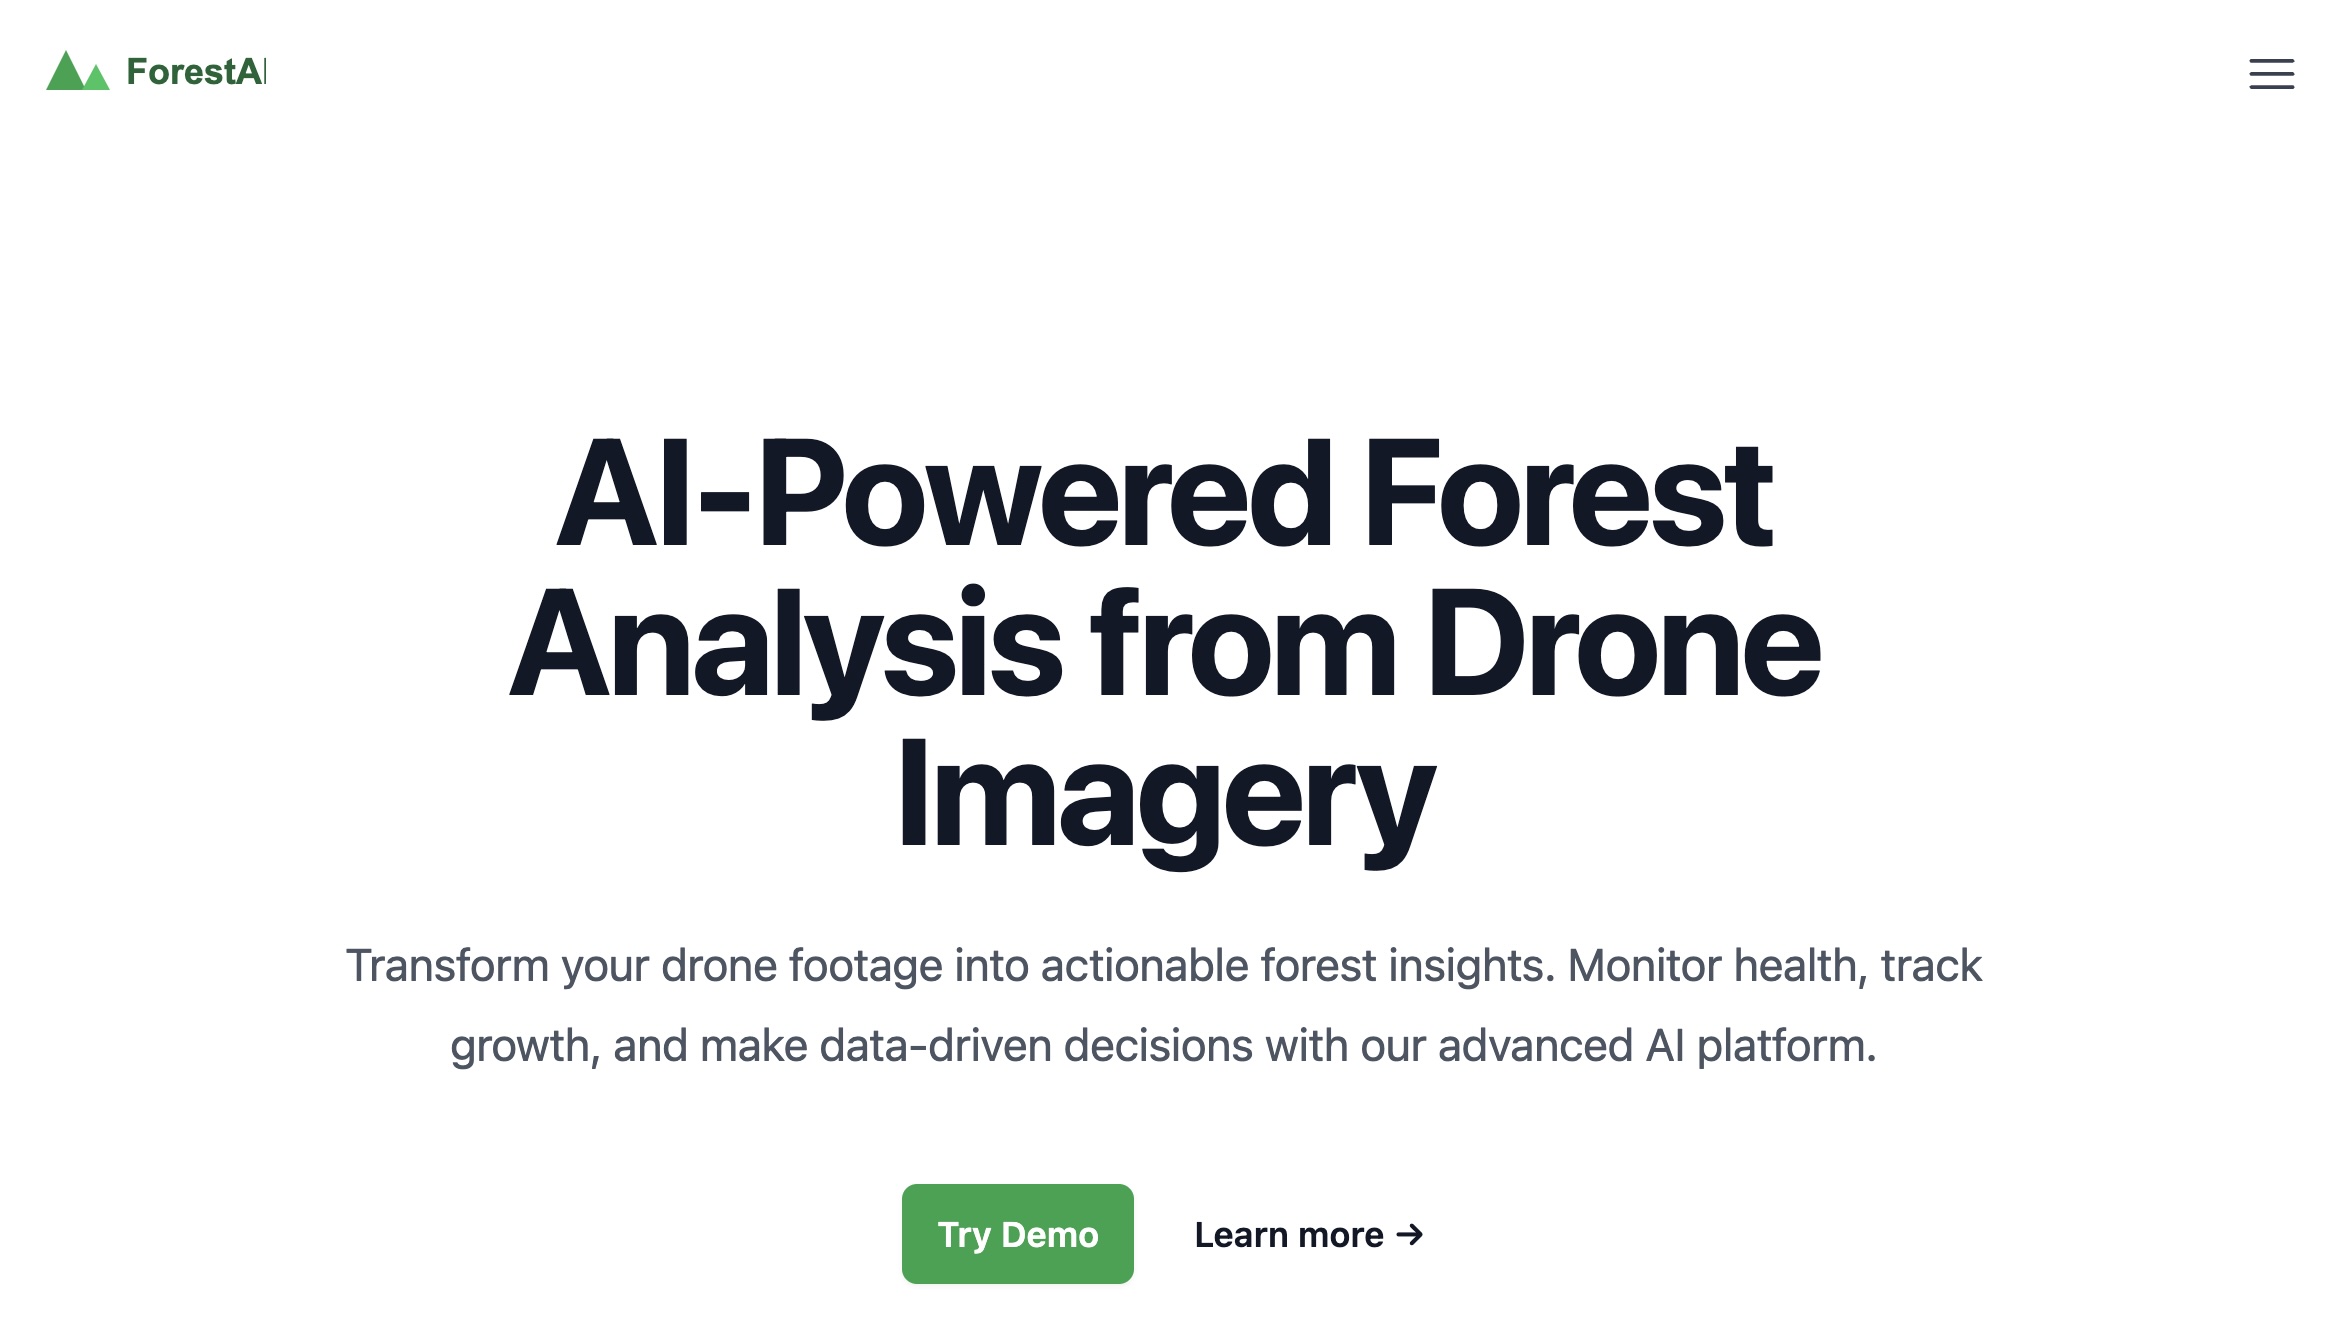 ForestAI
AI-Powered Forest
Analysis from Drone
Imagery
Transform your drone footage into actionable forest insights. Monitor health, track
growth, and make data-driven decisions with our advanced AI platform.
Try Demo
Learn more →